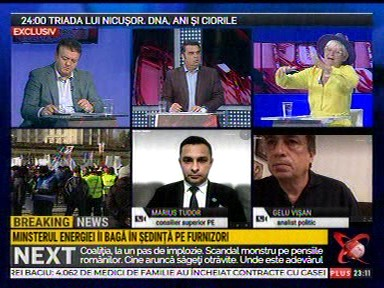 24:00 TRIADA LUI NICUȘOR. DNA, ANI ȘI CIORILE
EXCLUSIV
MARIUS TUDOR
consilier superior PE
GELU VIȘAN
analist politic
BREAKING NEWS
MINISTERUL ENERGIEI ÎI BAGĂ ÎN ȘEDINȚĂ PE FURNIZORI
NEXT
Coaliția, la un pas de implozie. Scandal monstru pe pensiile
românilor. Cine aruncă săgeți otrăvite. Unde este adevărul
PLUS 23:11
REI BACIU: 4.062 DE MEDICI DE FAMILIE AU ÎNCHEIAT CONTRACTE CU CASEI